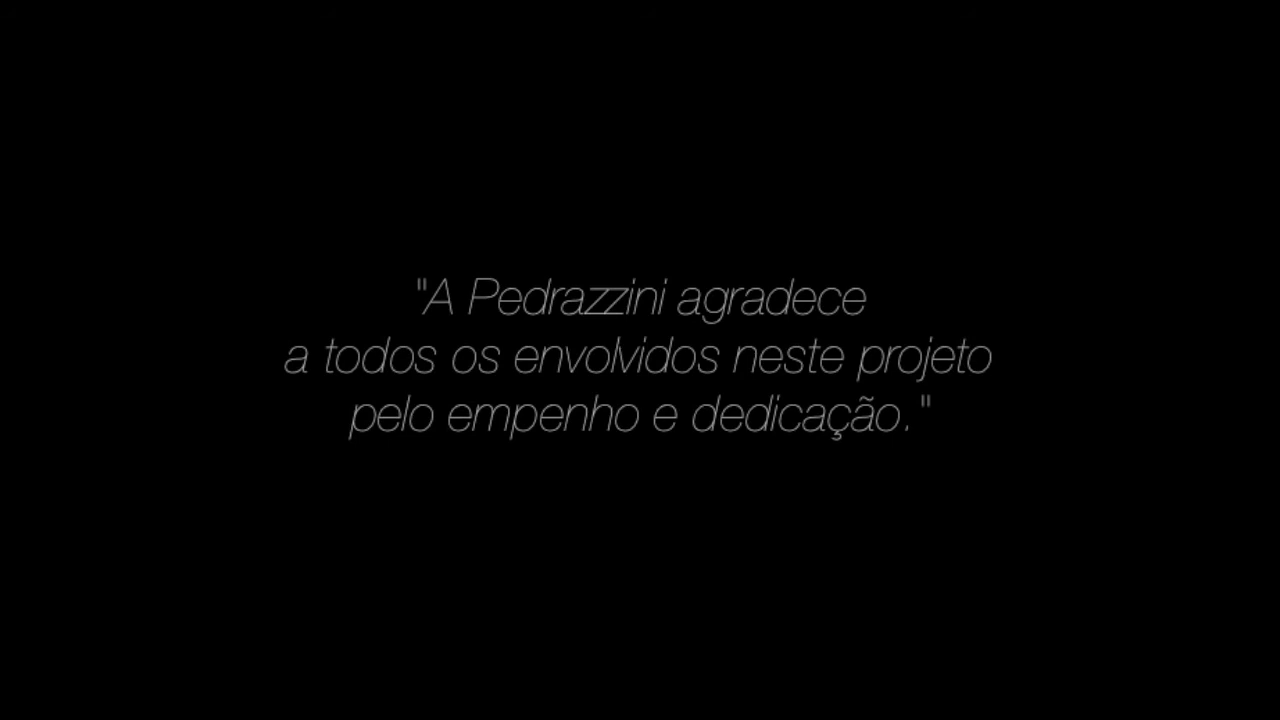 "A Pedrazzini agradece
a todos os envolvidos neste projeto
pelo empenho e dedicação."